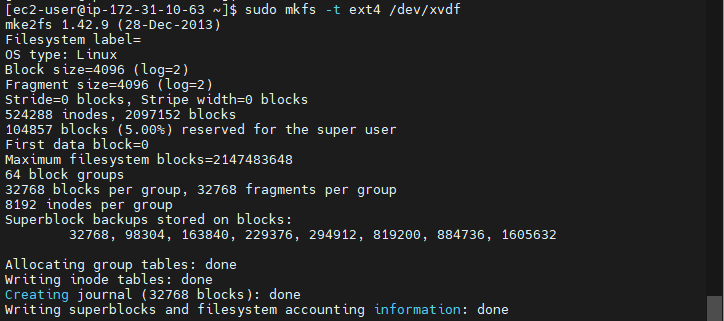 [ec2-user@ip-172-31-10-63 ~]$ sudo mkfs -t ext4 /dev/xvdf
mke2fs 1.42.9 (28-Dec-2013)
Filesystem label=
OS type: Linux
Block size=4096 (log=2)
Fragment size=4096 (log=2)
Stride=0 blocks, Stripe width=0 blocks
524288 inodes, 2097152 blocks
104857 blocks (5.00%) reserved for the super user
First data block=0
Maximum filesystem blocks=2147483648
64 block groups
32768 blocks per group, 32768 fragments per group
8192 inodes per group
Superblock backups stored on blocks:
        32768, 98304, 163840, 229376, 294912, 819200, 884736, 1605632

Allocating group tables: done
Writing inode tables: done
Creating journal (32768 blocks): done
Writing superblocks and filesystem accounting information: done